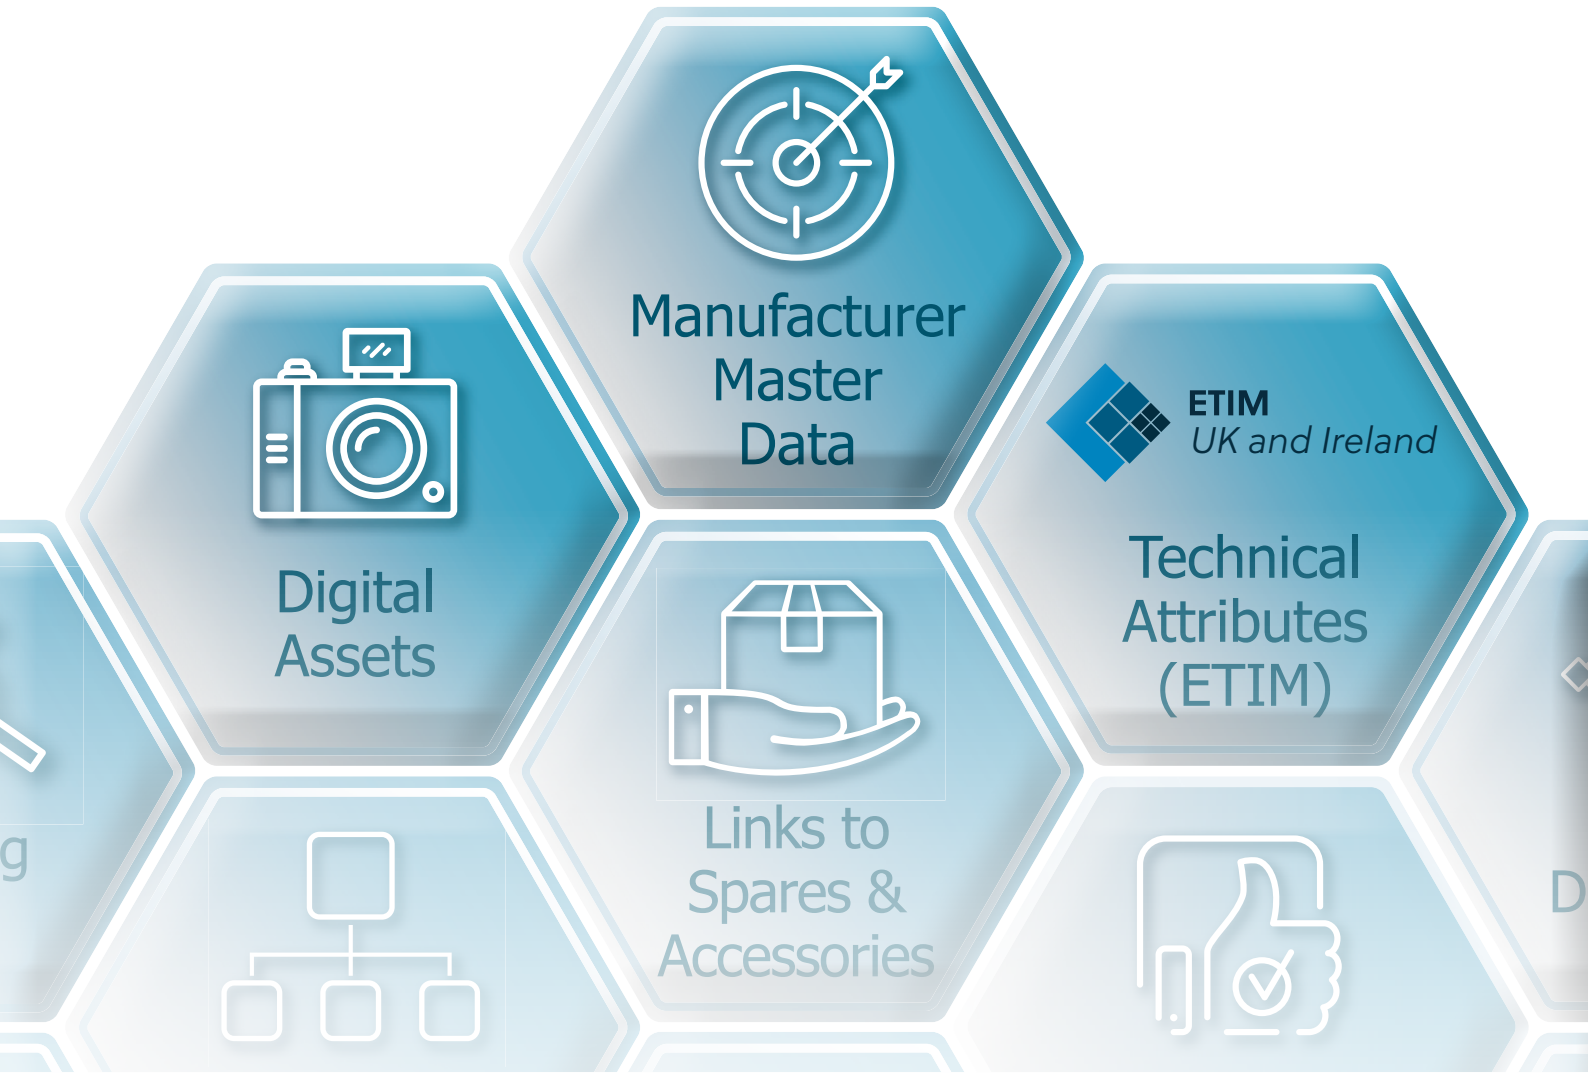 Manufacturer
Master
Data
Digital
Assets
ETIM
UK and Ireland
Technical
Attributes
(ETIM)
Links to
Spares &
Accessories
g
D